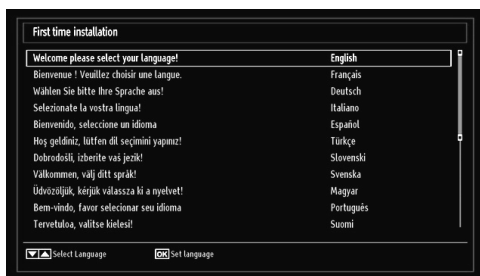 First time installation
Welcome please select your language! English
Bienvenue ! Veuillez choisir une langue. Français
Wählen Sie bitte Ihre Sprache aus! Deutsch
Selezionate la vostra lingua! Italiano
Bienvenido, seleccione un idioma Español
Hoş geldiniz, lütfen dil seçimini yapınız! Türkçe
Dobrodošli, izberite vaš jezik! Slovenski
Välkommen, välj ditt språk! Svenska
Üdvözöljük, kérjük válassza ki a nyelvet! Magyar
Bem-vindo, favor selecionar seu idioma Português
Tervetuloa, valitse kielesi! Suomi
Select Language OK Set language